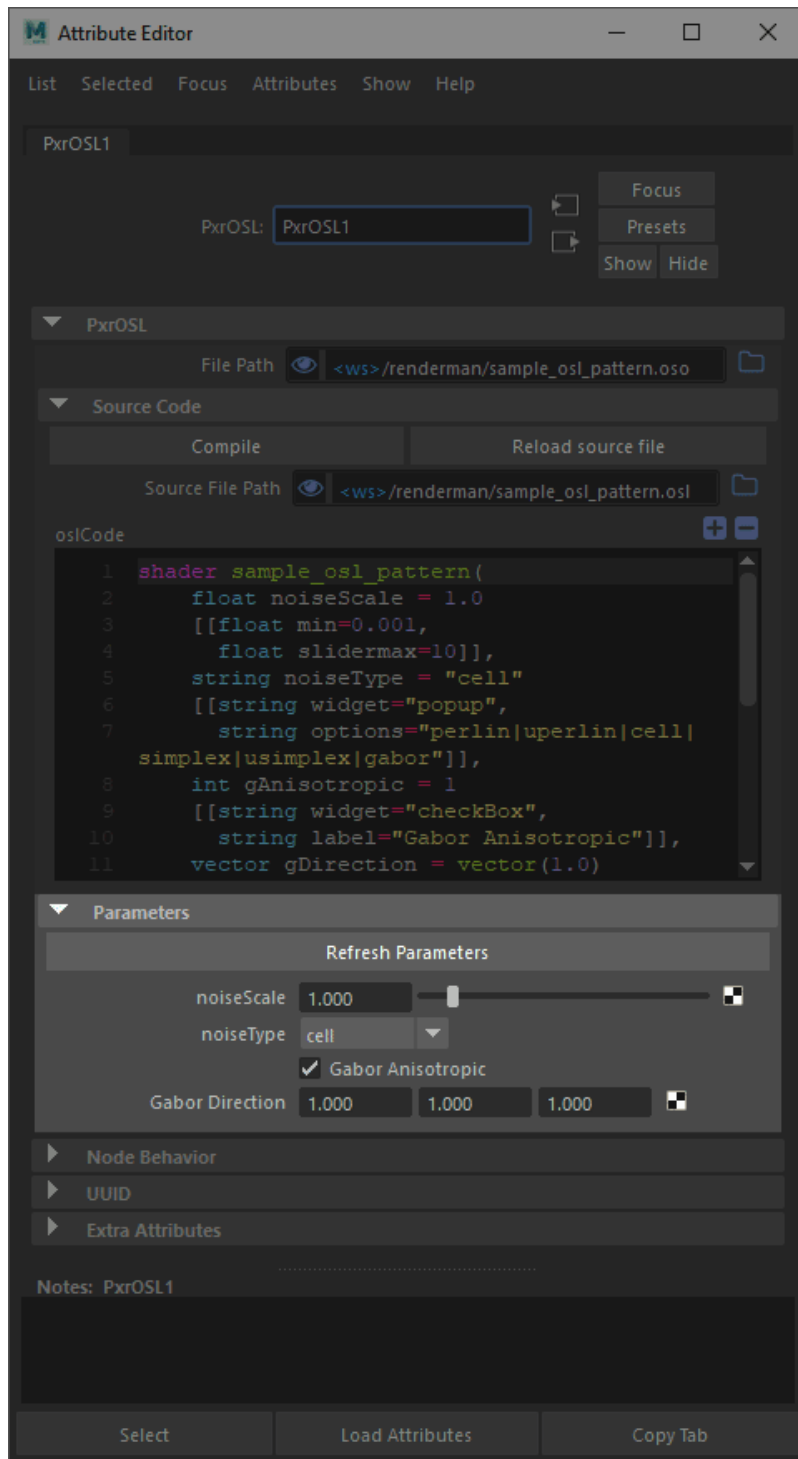 Attribute Editor
List Selected Focus Attributes Show Help
PxrOSL1
PxrOSL: PxrOSL1
Focus
Presets
Show Hide
PxrOSL
File Path <ws>/renderman/sample_osl_pattern.oso
Source Code
Compile Reload source file
Source File Path <ws>/renderman/sample_osl_pattern.osl
oslCode
1 shader sample_osl_pattern(
2 float noiseScale = 1.0
3 [[float min=0.001,
4 float slidermax=10]],
5 string noiseType = "cell"
6 [[string widget="popup",
7 string options="perlin|uperlin|cell|
simplex|usimplex|gabor"]],
8 int gAnisotropic = 1
9 [[string widget="checkBox",
10 string label="Gabor Anisotropic"]],
11 vector gDirection = vector(1.0)
Parameters
Refresh Parameters
noiseScale 1.000
noiseType cell
Gabor Anisotropic
Gabor Direction 1.000 1.000 1.000
Node Behavior
UUID
Extra Attributes
Notes: PxrOSL1
Select Load Attributes Copy Tab